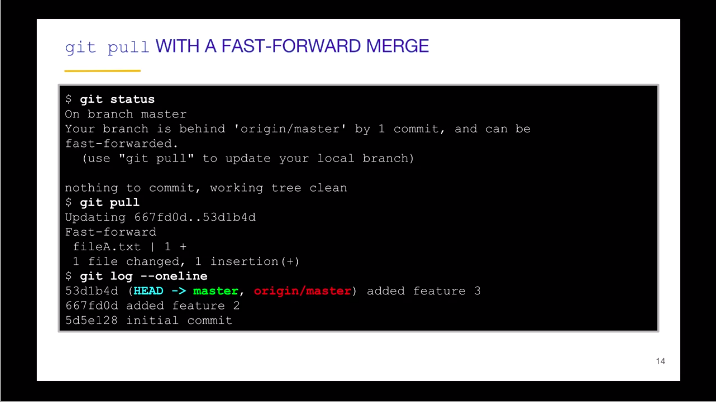 git pull WITH A FAST-FORWARD MERGE
$ git status
On branch master
Your branch is behind 'origin/master' by 1 commit, and can be
fast-forwarded.
(use "git pull" to update your local branch)
nothing to commit, working tree clean
$ git pull
Updating 667fd0d..53d1b4d
Fast-forward
fileA.txt | 1 +
1 file changed, 1 insertion(+)
$ git log --oneline
53d1b4d (HEAD -> master, origin/master) added feature 3
667fd0d added feature 2
5d5e128 initial commit
14